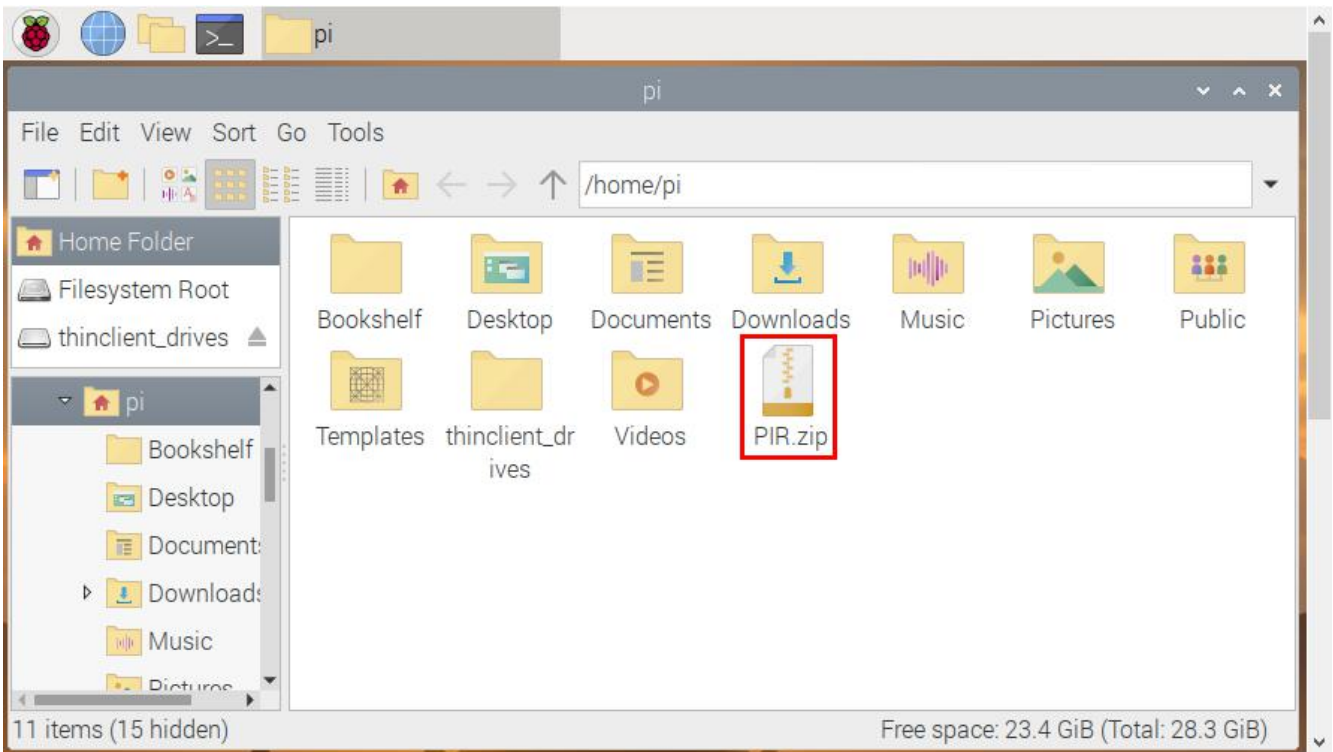 pi
pi
File Edit View Sort Go Tools
/home/pi
Home Folder
Filesystem Root
thinclient_drives
pi
Bookshelf
Desktop
Documents
Downloads
Music
Pictures
Bookshelf Desktop Documents Downloads Music Pictures Public
Templates thinclient_dr Videos PIR.zip
ives
11 items (15 hidden) Free space: 23.4 GiB (Total: 28.3 GiB)